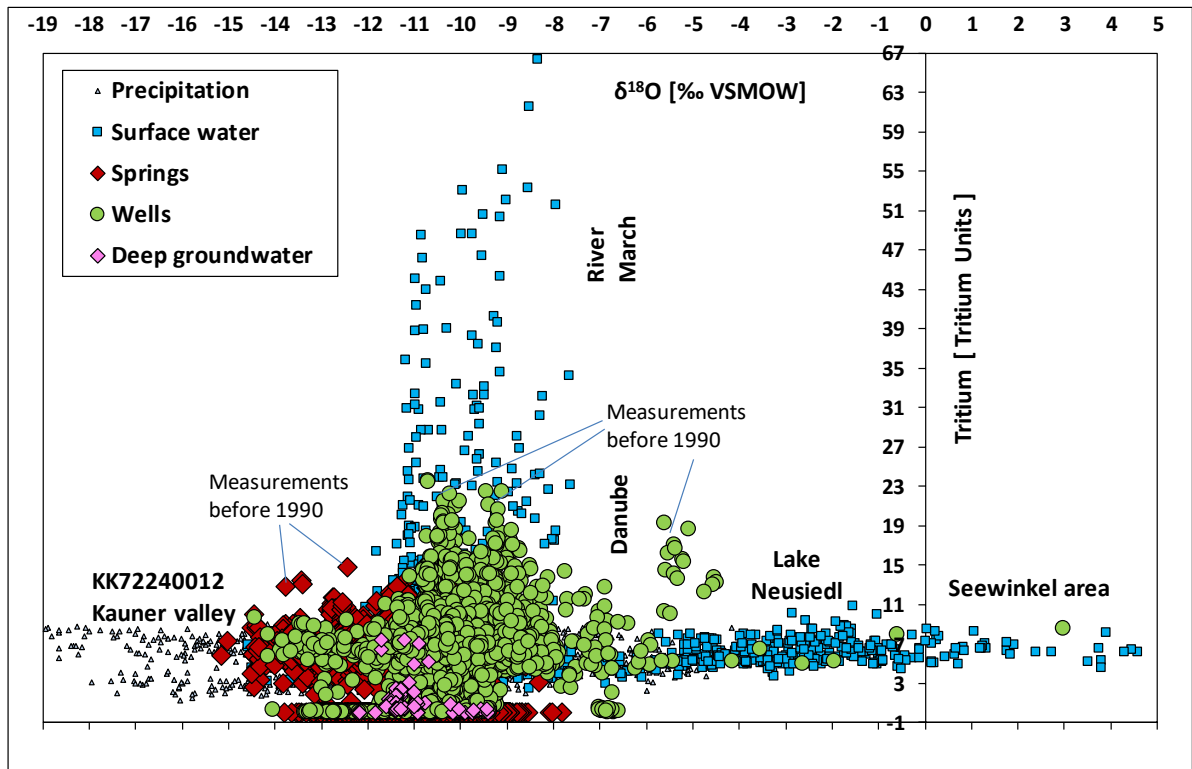 -19 -18 -17 -16 -15 -14 -13 -12 -11 -10 -9 -8 -7 -6 -5 -4 -3 -2 -1 0 1 2 3 4 5
Precipitation
Surface water
Springs
Wells
Deep groundwater
δ¹⁸O [‰ VSMOW]
67
63
59
55
51
47
43
39
35
31
27
23
19
15
11
7
3
-1
Tritium [ Tritium Units ]
River
March
Measurements
before 1990
Measurements
before 1990
Danube
Lake
Neusiedl
Seewinkel area
KK72240012
Kauner valley